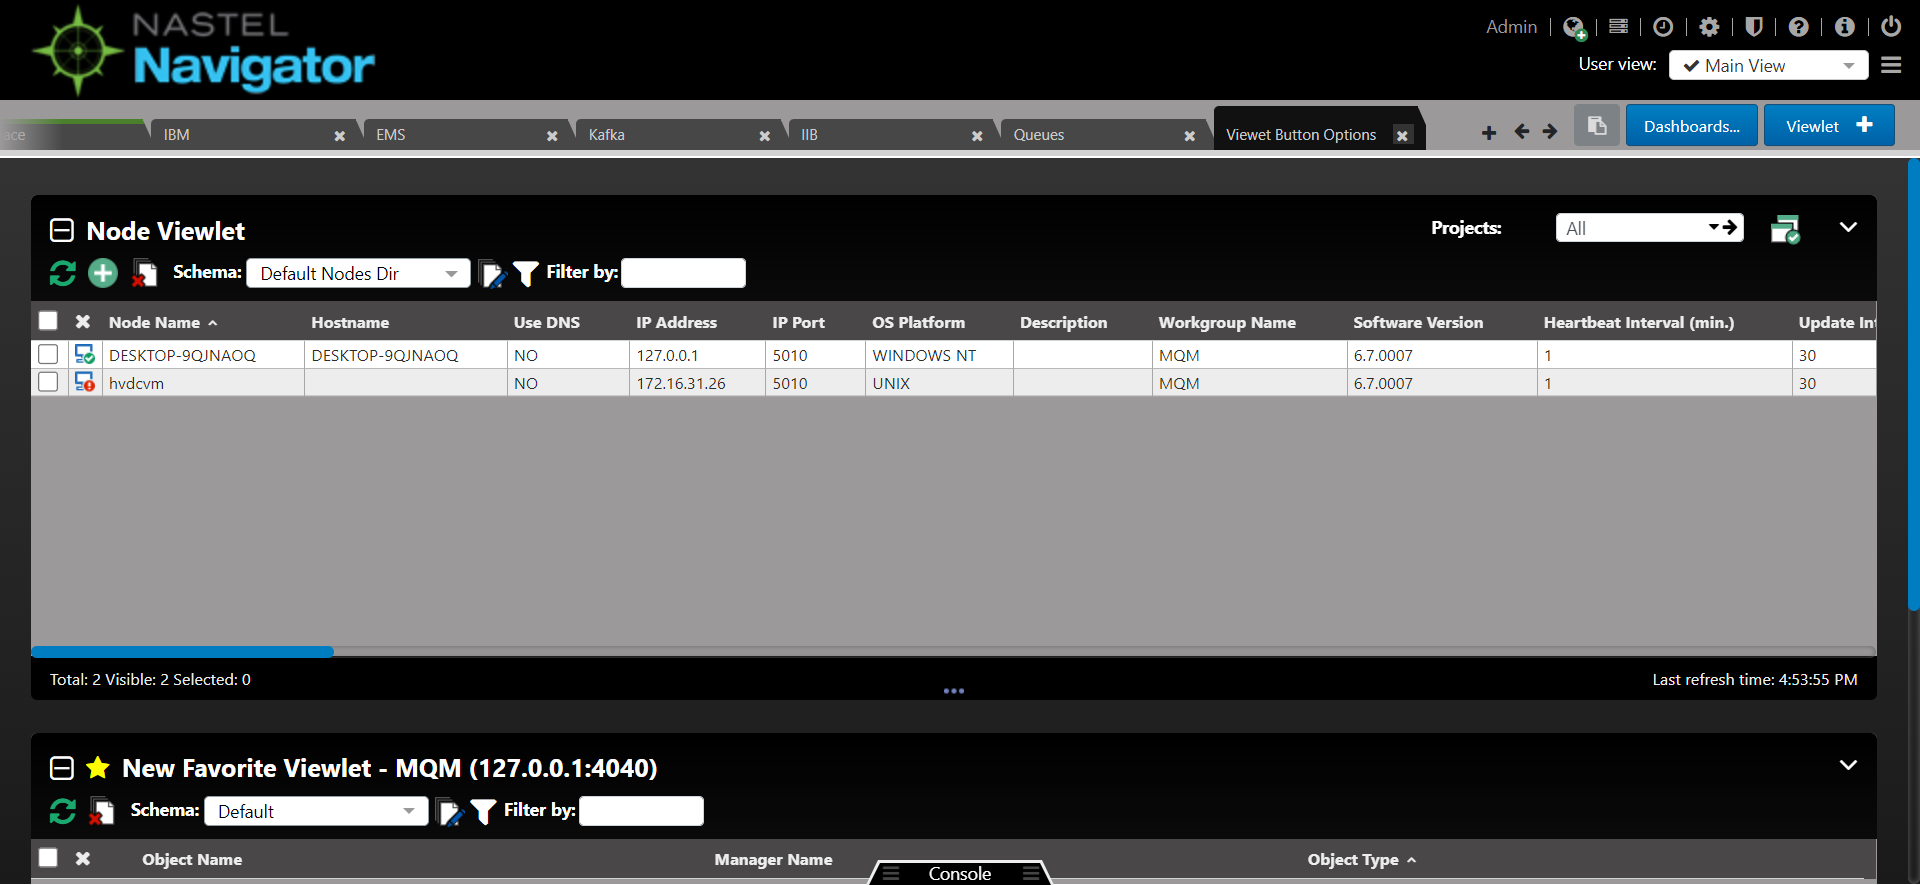 NASTEL
Navigator
Admin
User view: Main View
ace IBM EMS Kafka IIB Queues Viewet Button Options Dashboards... Viewlet
Node Viewlet Projects: All
Schema: Default Nodes Dir Filter by:
Node Name Hostname Use DNS IP Address IP Port OS Platform Description Workgroup Name Software Version Heartbeat Interval (min.) Update Int
DESKTOP-9QJNAOQ DESKTOP-9QJNAOQ NO 127.0.0.1 5010 WINDOWS NT MQM 6.7.0007 1 30
hvdcvm NO 172.16.31.26 5010 UNIX MQM 6.7.0007 1 30
Total: 2 Visible: 2 Selected: 0 Last refresh time: 4:53:55 PM
New Favorite Viewlet - MQM (127.0.0.1:4040)
Schema: Default Filter by:
Object Name Manager Name Object Type
Console